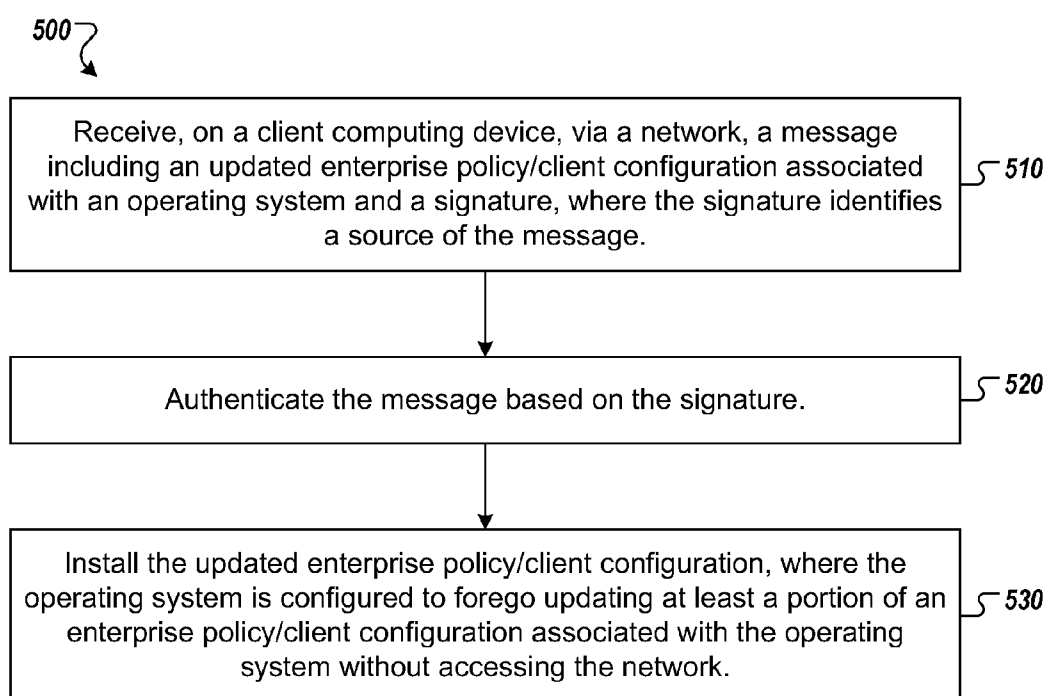 500
Receive, on a client computing device, via a network, a message
including an updated enterprise policy/client configuration associated
with an operating system and a signature, where the signature identifies
a source of the message.
510
Authenticate the message based on the signature.
520
Install the updated enterprise policy/client configuration, where the
operating system is configured to forego updating at least a portion of an
enterprise policy/client configuration associated with the operating
system without accessing the network.
530